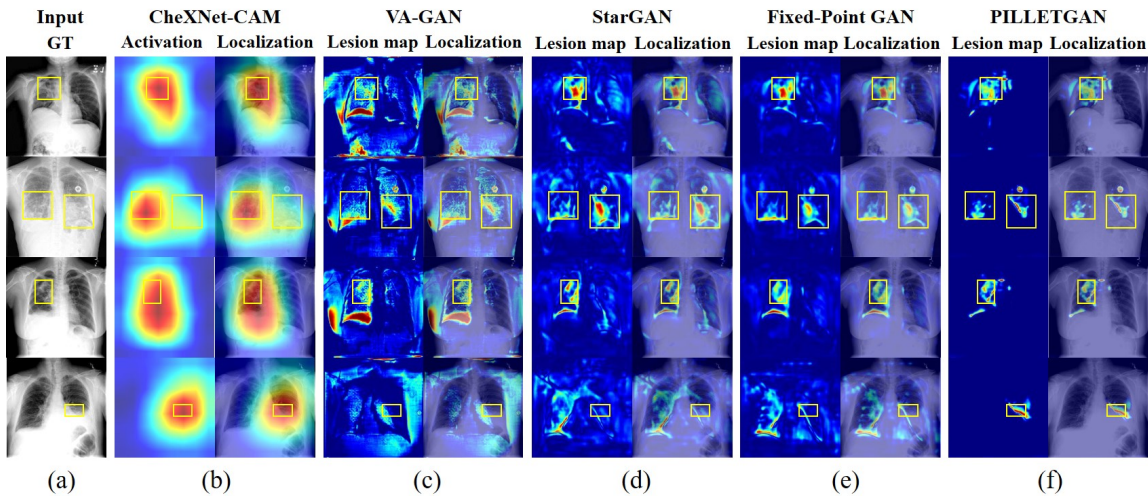 Input CheXNet-CAM VA-GAN StarGAN Fixed-Point GAN PILLETGAN
GT Activation Localization Lesion map Localization Lesion map Localization Lesion map Localization Lesion map Localization
(a) (b) (c) (d) (e) (f)